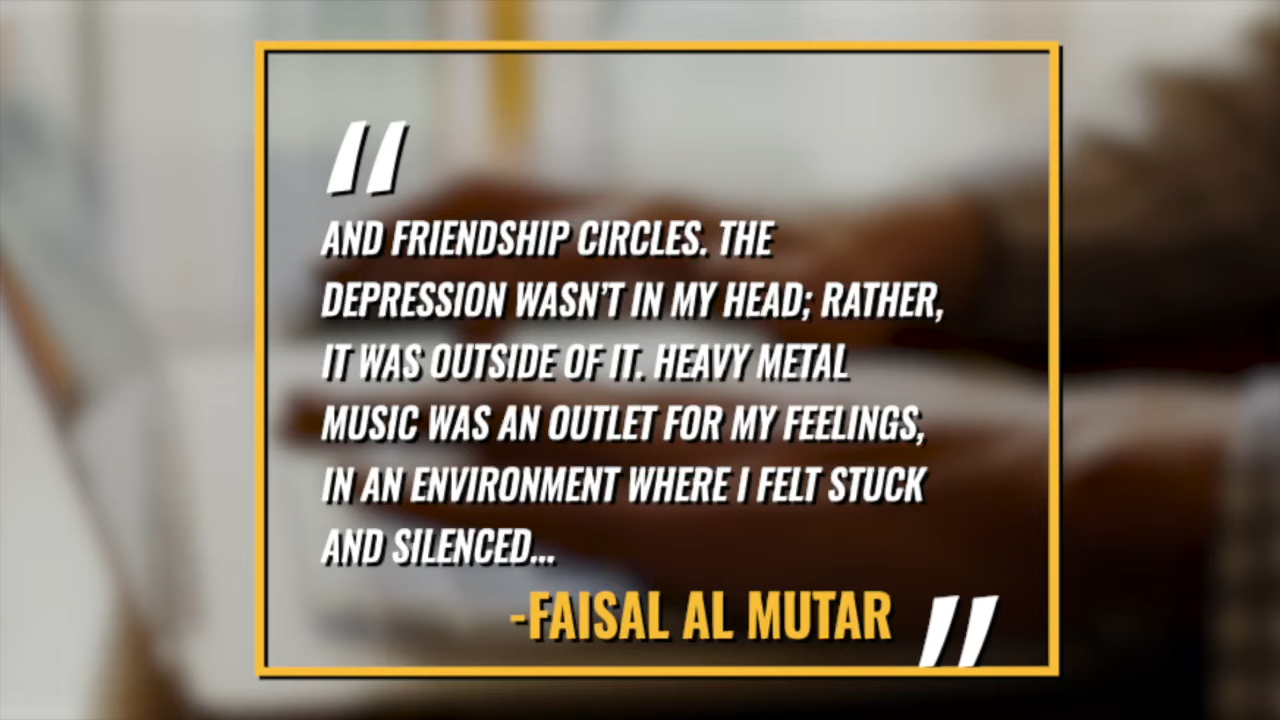 “
AND FRIENDSHIP CIRCLES. THE
DEPRESSION WASN’T IN MY HEAD; RATHER,
IT WAS OUTSIDE OF IT. HEAVY METAL
MUSIC WAS AN OUTLET FOR MY FEELINGS,
IN AN ENVIRONMENT WHERE I FELT STUCK
AND SILENCED...
-FAISAL AL MUTAR ”